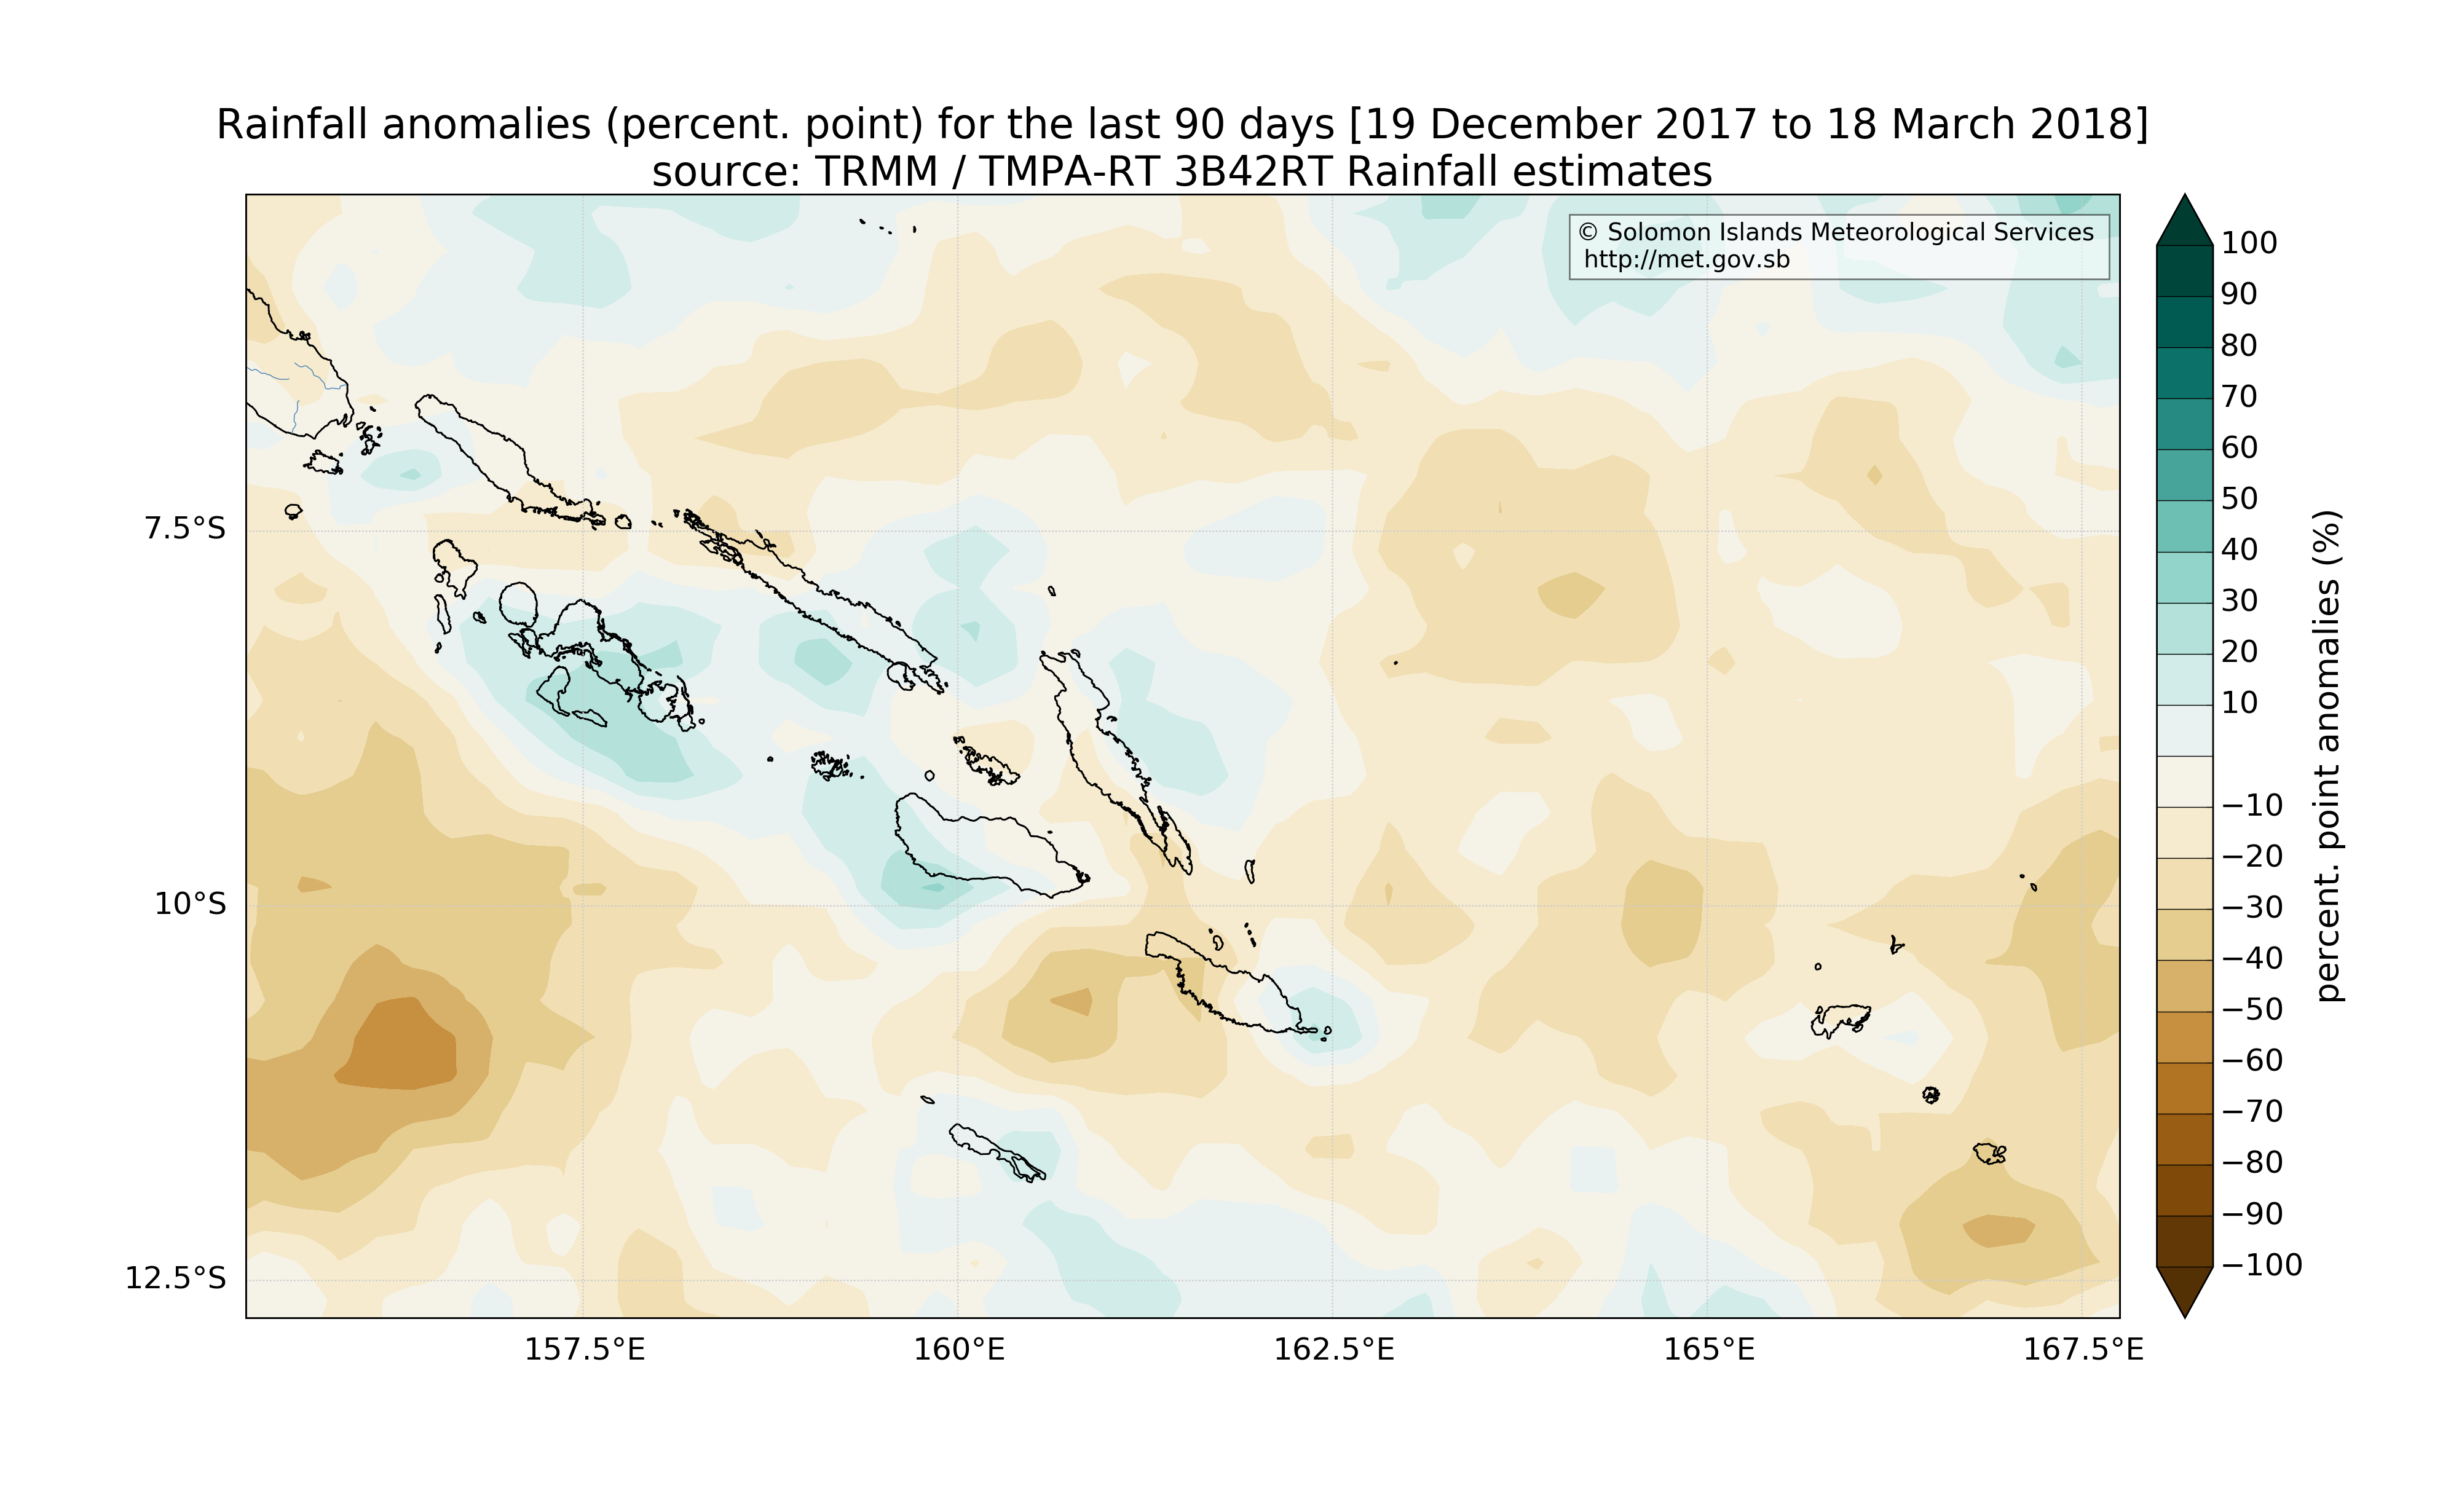 Rainfall anomalies (percent. point) for the last 90 days [19 December 2017 to 18 March 2018]
source: TRMM / TMPA-RT 3B42RT Rainfall estimates
© Solomon Islands Meteorological Services
http://met.gov.sb
7.5°S
10°S
12.5°S
157.5°E
160°E
162.5°E
165°E
167.5°E
100
90
80
70
60
50
40
30
20
10
−10
−20
−30
−40
−50
−60
−70
−80
−90
−100
percent. point anomalies (%)